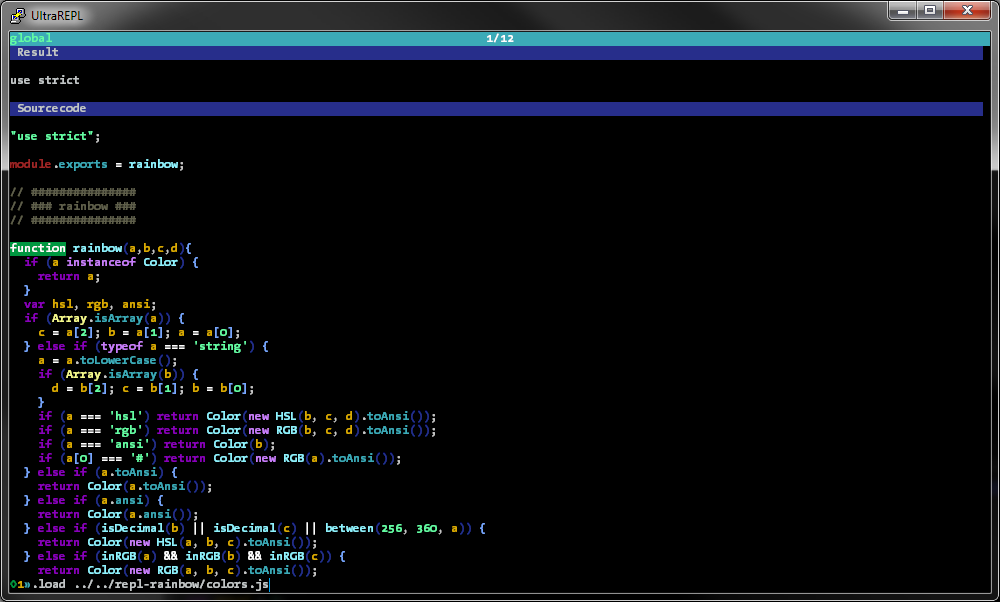 UltraREPL
global 1/12
Result
use strict
Sourcecode
"use strict";
module.exports = rainbow;
// ###############
// ### rainbow ###
// ###############
function rainbow(a,b,c,d){
  if (a instanceof Color) {
    return a;
  }
  var hsl, rgb, ansi;
  if (Array.isArray(a)) {
    c = a[2]; b = a[1]; a = a[0];
  } else if (typeof a === 'string') {
    a = a.toLowerCase();
    if (Array.isArray(b)) {
      d = b[2]; c = b[1]; b = b[0];
    }
    if (a === 'hsl') return Color(new HSL(b, c, d).toAnsi());
    if (a === 'rgb') return Color(new RGB(b, c, d).toAnsi());
    if (a === 'ansi') return Color(b);
    if (a[0] === '#') return Color(new RGB(a).toAnsi());
  } else if (a.toAnsi) {
    return Color(a.toAnsi());
  } else if (a.ansi) {
    return Color(a.ansi());
  } else if (isDecimal(b) || isDecimal(c) || between(256, 360, a)) {
    return Color(new HSL(a, b, c).toAnsi());
  } else if (inRGB(a) && inRGB(b) && inRGB(c)) {
    return Color(new RGB(a, b, c).toAnsi());
◊1».load ../../repl-rainbow/colors.js